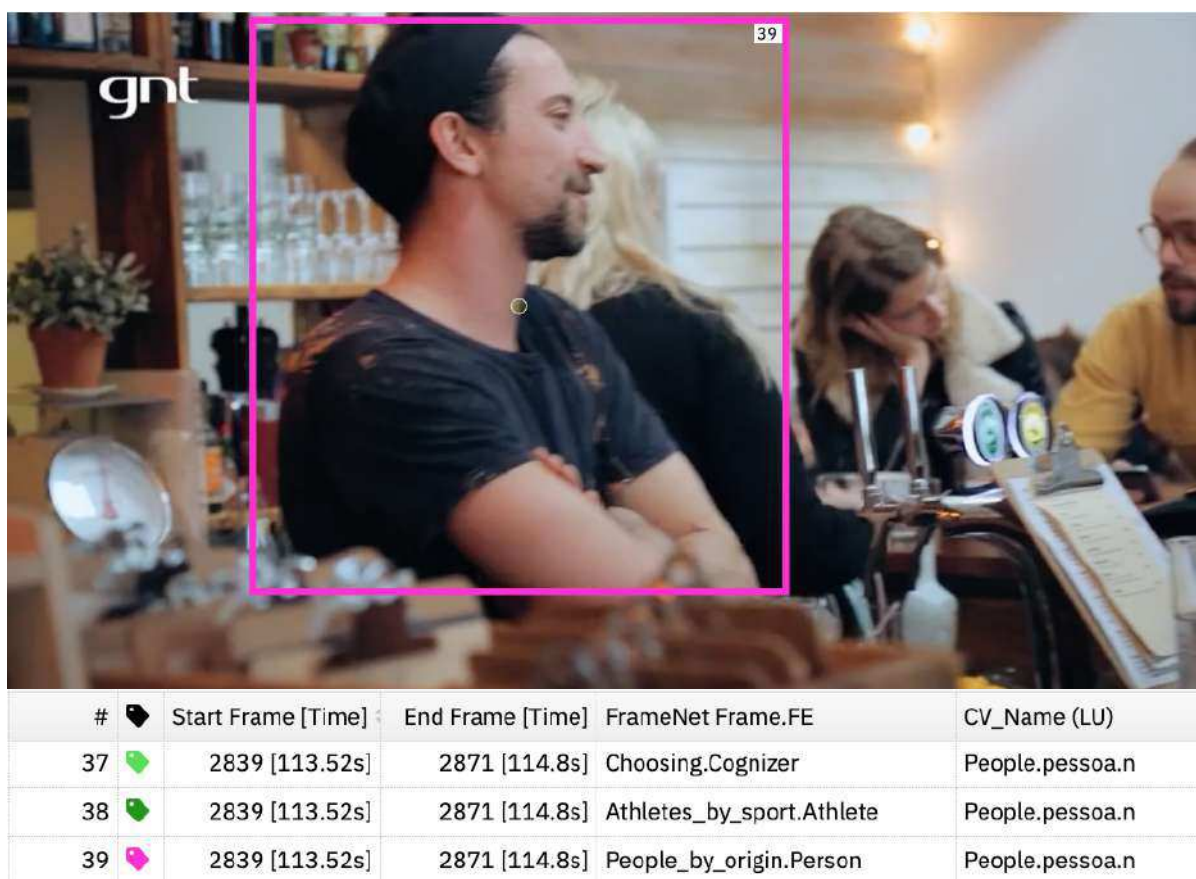 gnt
39
# Start Frame [Time] End Frame [Time] FrameNet Frame.FE CV_Name (LU)
37 2839 [113.52s] 2871 [114.8s] Choosing.Cognizer People.pessoa.n
38 2839 [113.52s] 2871 [114.8s] Athletes_by_sport.Athlete People.pessoa.n
39 2839 [113.52s] 2871 [114.8s] People_by_origin.Person People.pessoa.n